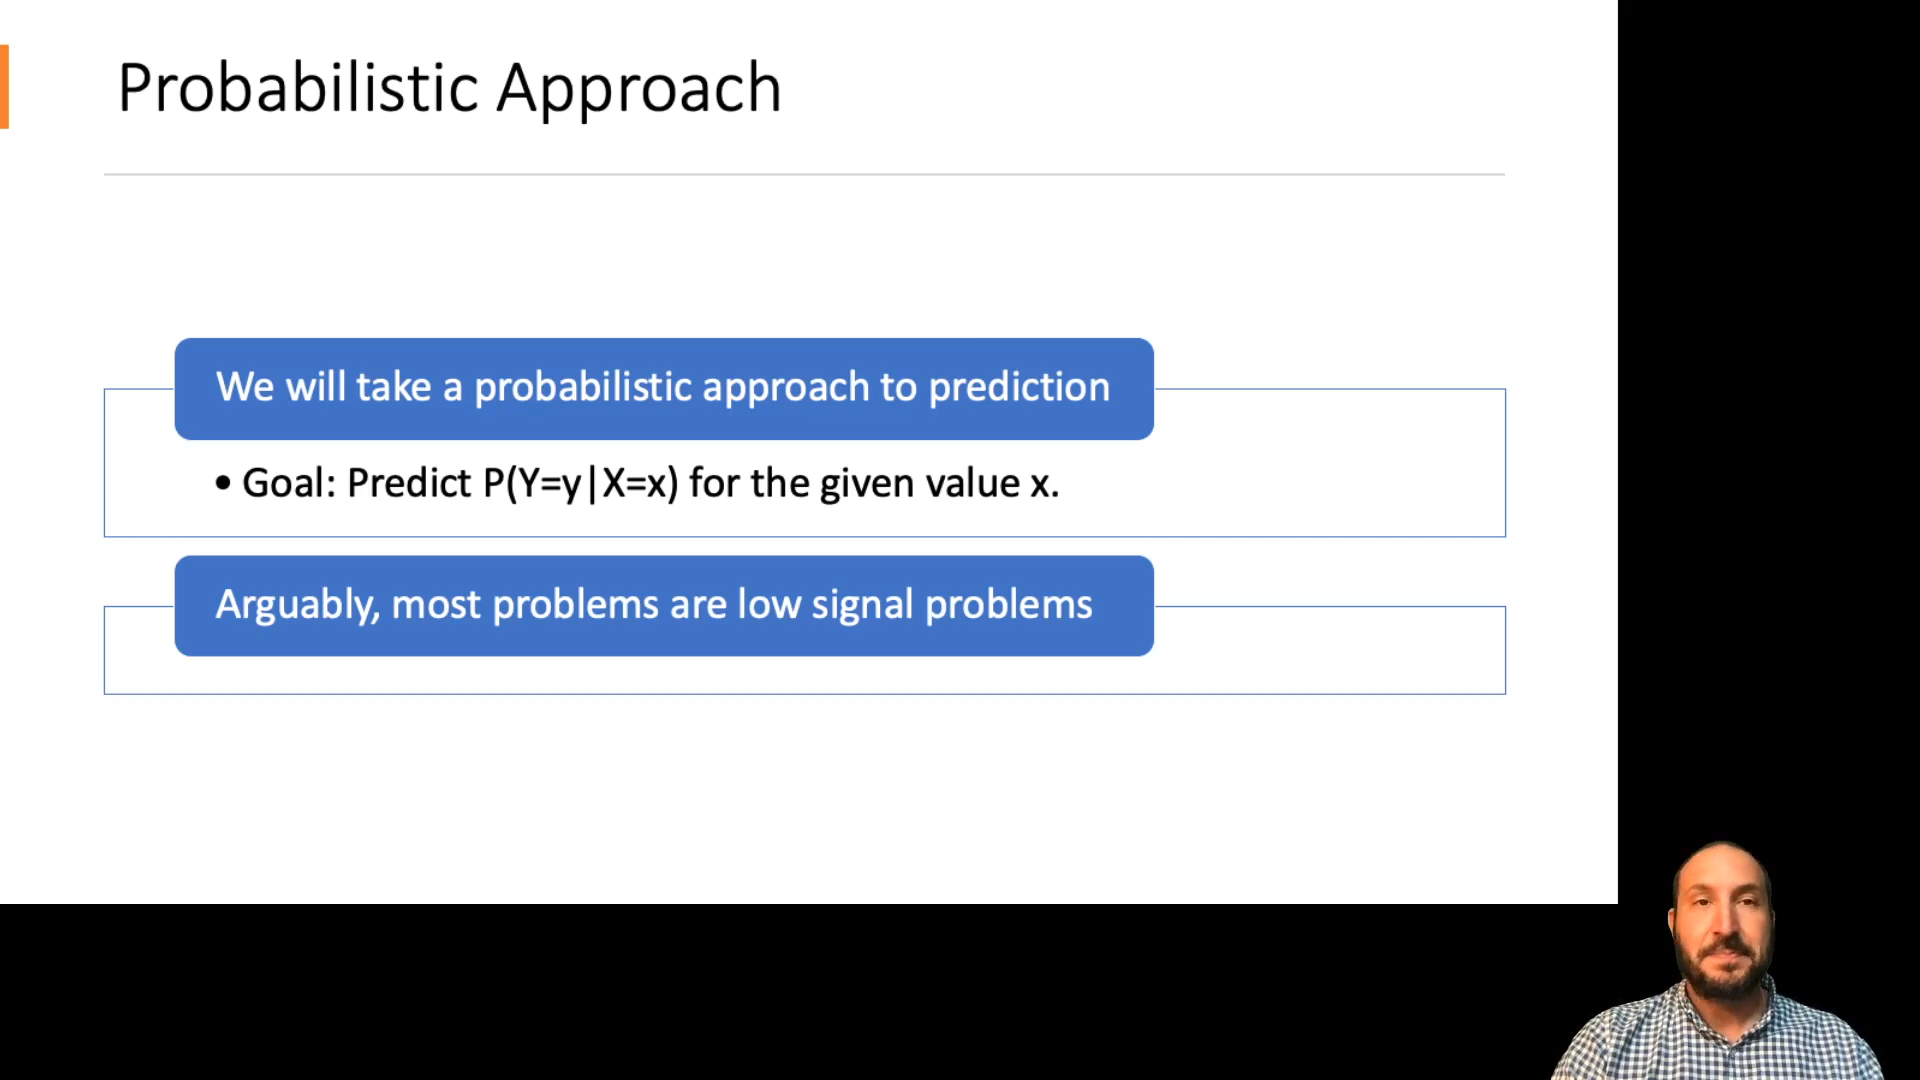 Probabilistic Approach
We will take a probabilistic approach to prediction
• Goal: Predict P(Y=y|X=x) for the given value x.
Arguably, most problems are low signal problems